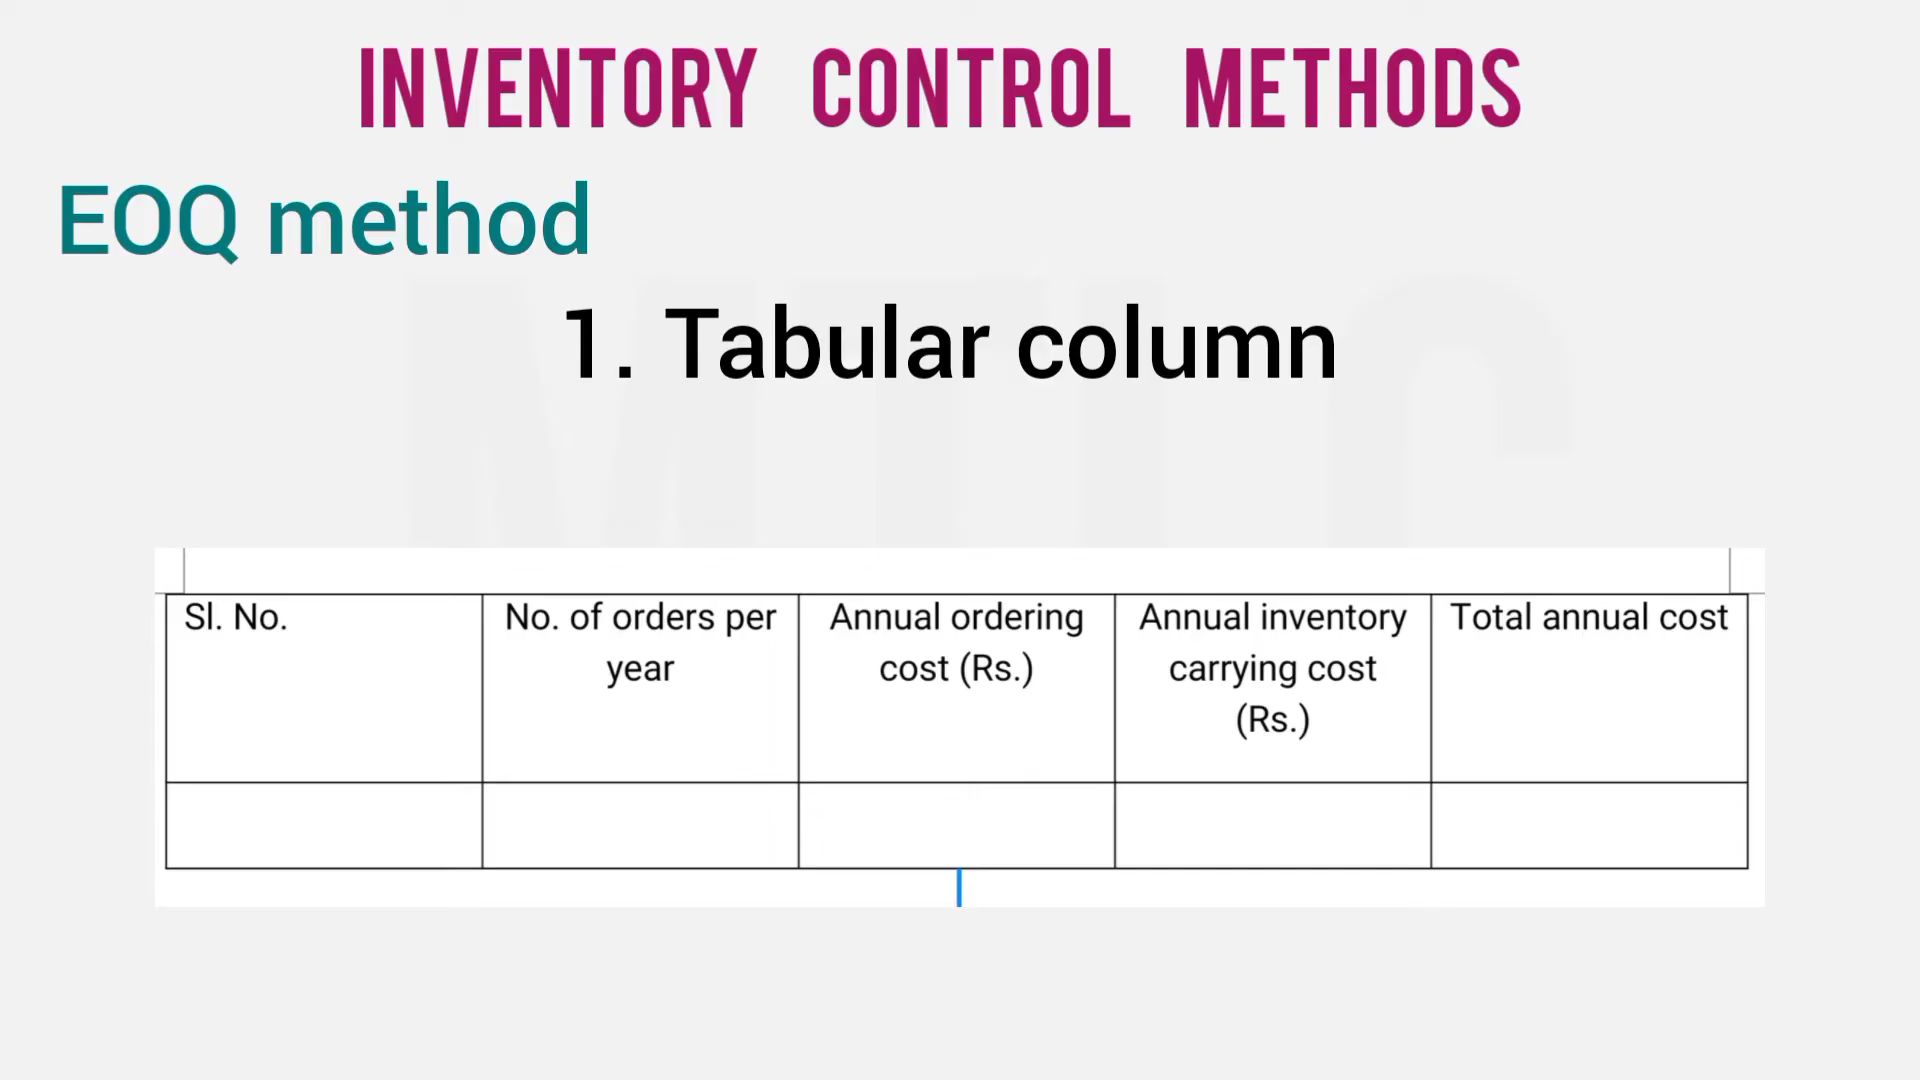 INVENTORY CONTROL METHODS
EOQ method
1. Tabular column
MTLC
Sl. No.
No. of orders per
year
Annual ordering
cost (Rs.)
Annual inventory
carrying cost
(Rs.)
Total annual cost